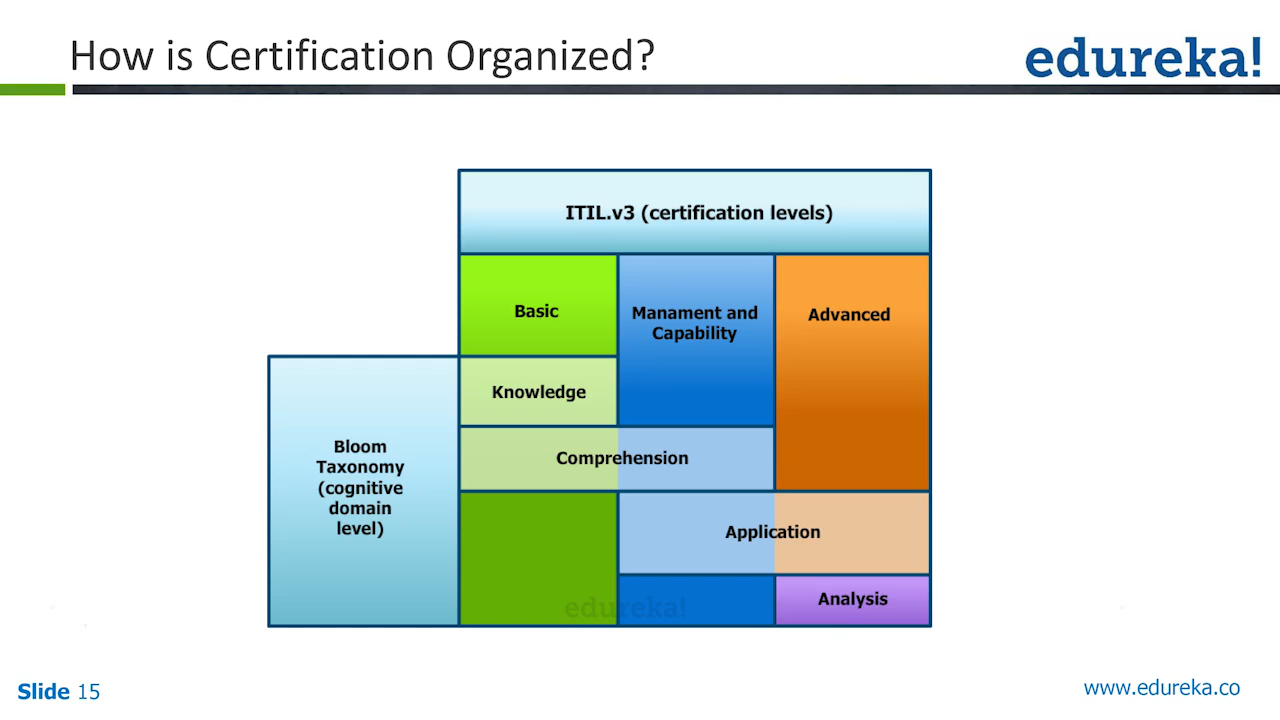 How is Certification Organized?
edureka!
ITIL.v3 (certification levels)
Basic
Manament and
Capability
Advanced
Knowledge
Bloom
Taxonomy
(cognitive
domain
level)
Comprehension
Application
Analysis
edureka!
Slide 15
www.edureka.co